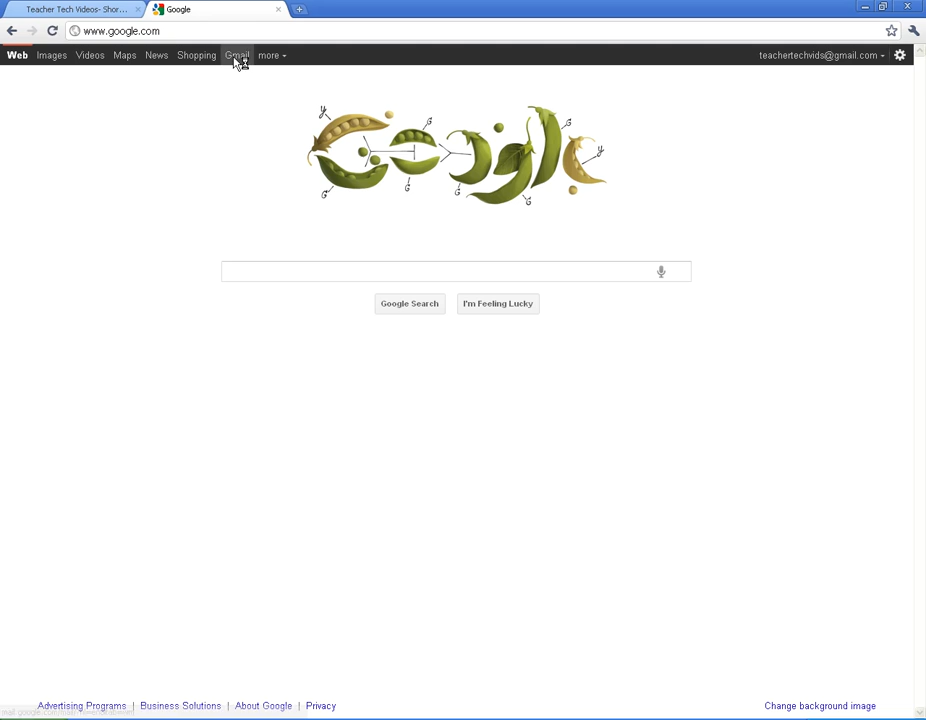 Teacher Tech Videos- Shor...
Google
www.google.com
Web Images Videos Maps News Shopping Gmail more
teachertechvids@gmail.com
y G G G G G y
Google Search
I'm Feeling Lucky
Advertising Programs | Business Solutions | About Google | Privacy
Change background image